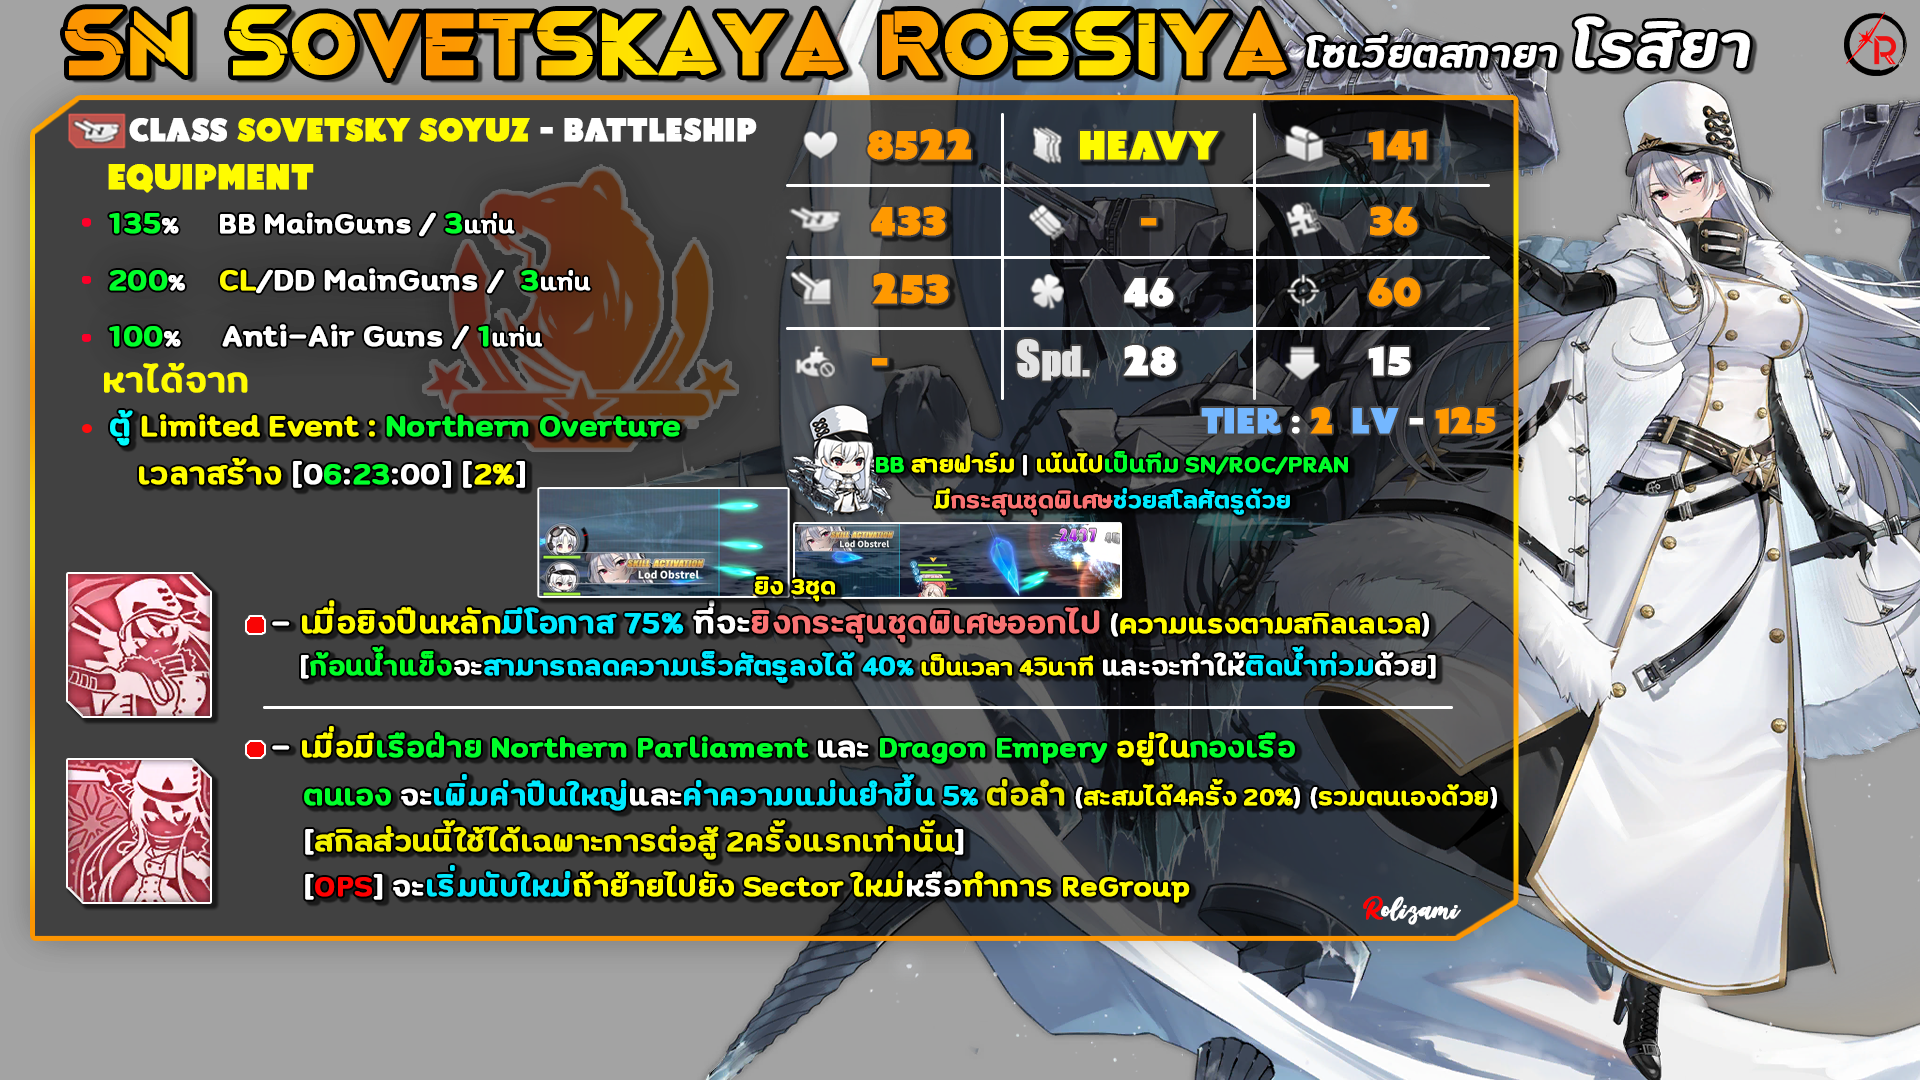 SN SOVETSKAYA ROSSIYA โซเวียตสกายา โรสิยา
R
CLASS SOVETSKY SOYUZ - BATTLESHIP
EQUIPMENT
135% BB MainGuns / 3แท่น
200% CL/DD MainGuns / 3แท่น
100% Anti-Air Guns / 1แท่น
หาได้จาก
ตู้ Limited Event : Northern Overture
เวลาสร้าง [06:23:00] [2%]
8522 HEAVY 141
433 - 36
253 46 60
- Spd. 28 15
TIER : 2 LV - 125
BB สายฟาร์ม | เน้นไปเป็นทีม SN/ROC/PRAN
มีกระสุนชุดพิเศษช่วยสโลศัตรูด้วย
SKILL ACTIVATION
Lod Obstrel
SKILL ACTIVATION
Lod Obstrel
2437
ยิง 3ชุด
- เมื่อยิงปืนหลักมีโอกาส 75% ที่จะยิงกระสุนชุดพิเศษออกไป (ความแรงตามสกิลเลเวล)
[ก้อนน้ำแข็งจะสามารถลดความเร็วศัตรูลงได้ 40% เป็นเวลา 4วินาที และจะทำให้ติดน้ำท่วมด้วย]
- เมื่อมีเรือฝ่าย Northern Parliament และ Dragon Empery อยู่ในกองเรือ
ตนเอง จะเพิ่มค่าปืนใหญ่และค่าความแม่นยำขึ้น 5% ต่อลำ (สะสมได้4ครั้ง 20%) (รวมตนเองด้วย)
[สกิลส่วนนี้ใช้ได้เฉพาะการต่อสู้ 2ครั้งแรกเท่านั้น]
[OPS] จะเริ่มนับใหม่ถ้าย้ายไปยัง Sector ใหม่หรือทำการ ReGroup
Rolizami